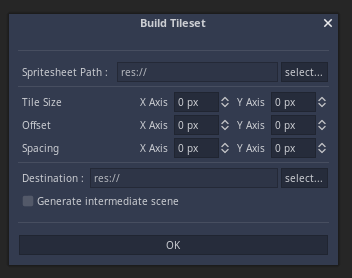 Build Tileset
Spritesheet Path : res:// select...
Tile Size X Axis 0 px Y Axis 0 px
Offset X Axis 0 px Y Axis 0 px
Spacing X Axis 0 px Y Axis 0 px
Destination : res:// select...
Generate intermediate scene
OK